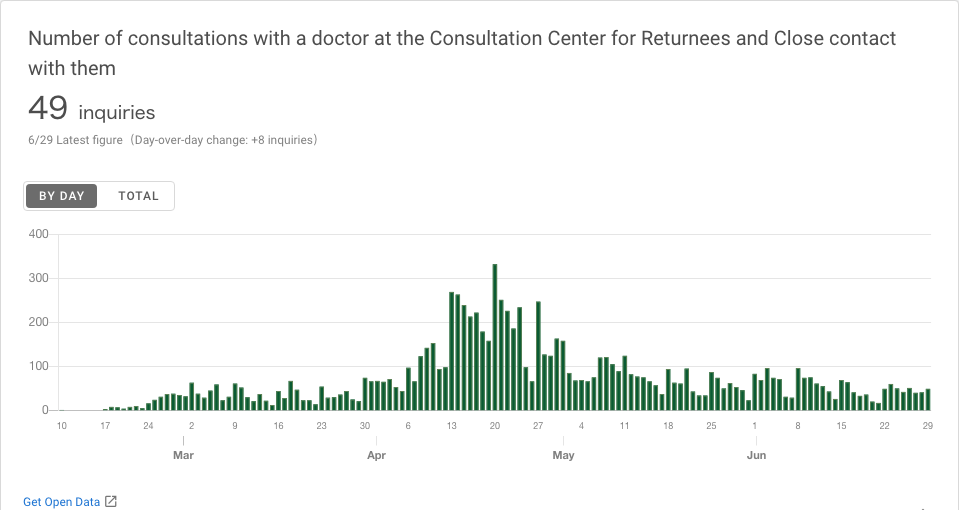 Number of consultations with a doctor at the Consultation Center for Returnees and Close contact
with them
49 inquiries
6/29 Latest figure（Day-over-day change: +8 inquiries）
BY DAY TOTAL
400
300
200
100
0
10 17 24 2 9 16 23 30 6 13 20 27 4 11 18 25 1 8 15 22 29
Mar Apr May Jun
Get Open Data